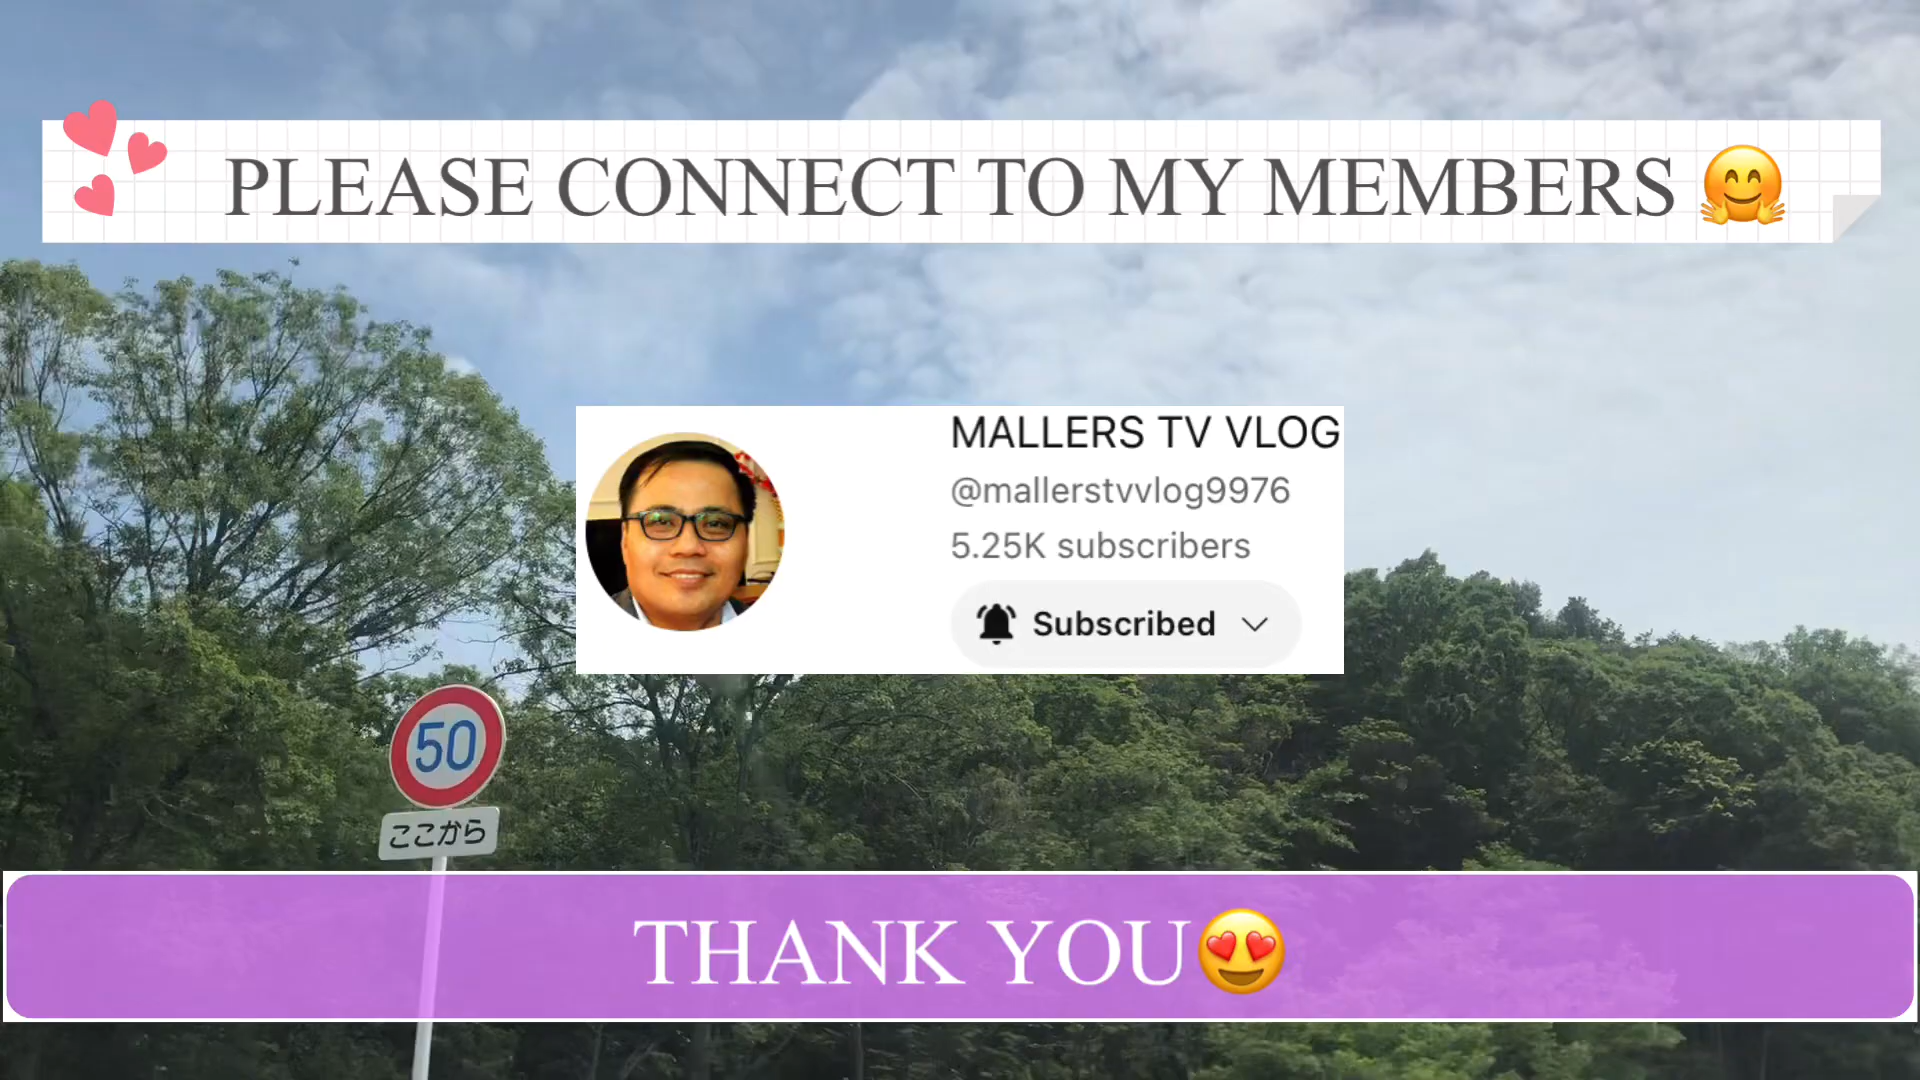 PLEASE CONNECT TO MY MEMBERS 🤗
MALLERS TV VLOG
@mallerstvvlog9976
5.25K subscribers
Subscribed
50
ここから
THANK YOU😍